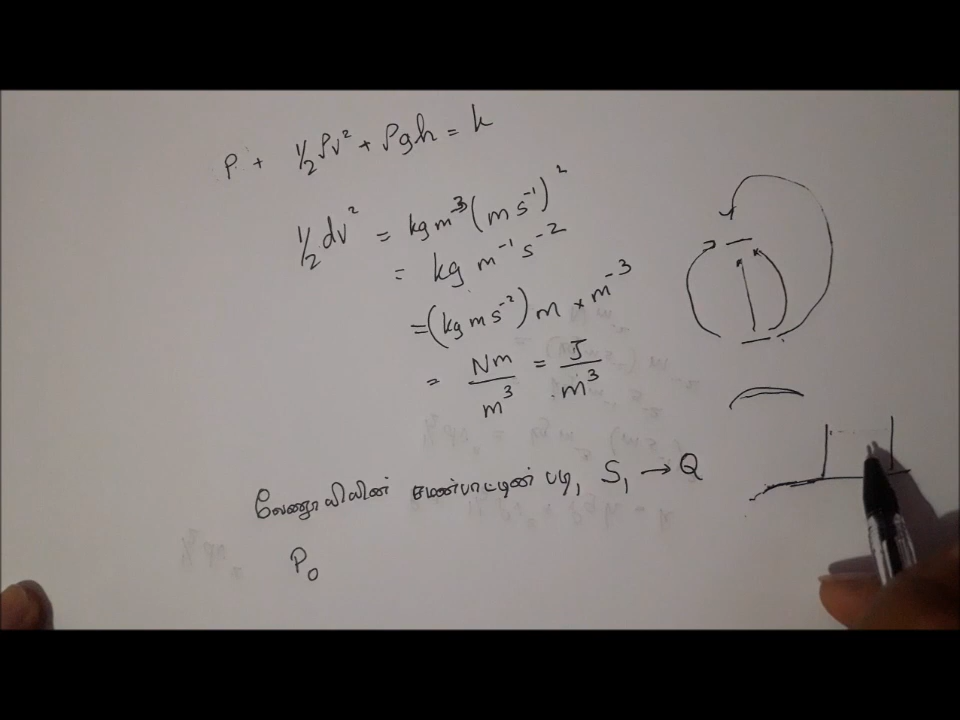 P + ½ρv² + ρgh = k
½dv² = kg m⁻³ (m s⁻¹)²
= kg m⁻¹ s⁻²
= (kg m s⁻²) m × m⁻³
= Nm/m³ = J/m³
பேணூயியின் சமன்பாட்டின் படி, S₁ → Q
P₀